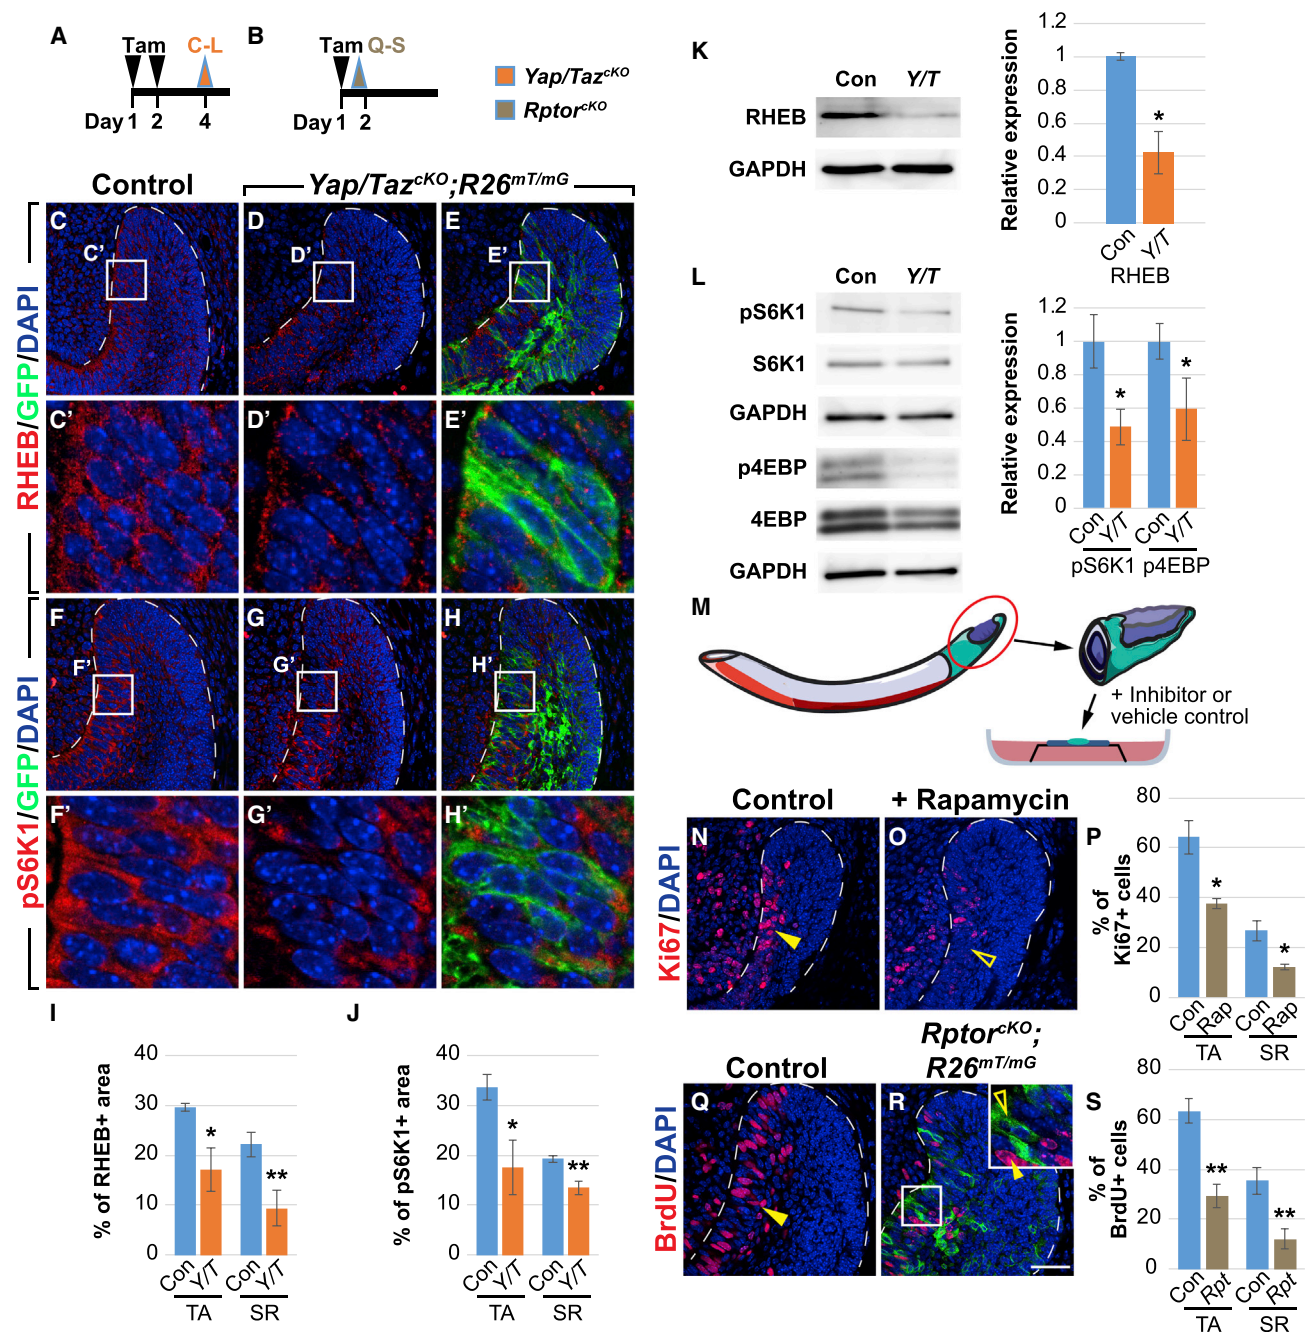 A
Tam
C-L
Day 1 2 4
B
Tam Q-S
Day 1 2
Yap/Taz^cKO
Rptor^cKO
Control
Yap/Taz^cKO;R26^mT/mG
RHEB/GFP/DAPI
C
C'
D
D'
E
E'
C'
D'
E'
pS6K1/GFP/DAPI
F
F'
G
G'
H
H'
F'
G'
H'
I
% of RHEB+ area
40
30
20
10
0
*
**
Con Y/T Con Y/T
TA SR
J
% of pS6K1+ area
40
30
20
10
0
*
**
Con Y/T Con Y/T
TA SR
K
Con Y/T
RHEB
GAPDH
Relative expression
1.2
1
0.8
0.6
0.4
0.2
0
*
Con Y/T
RHEB
L
Con Y/T
pS6K1
S6K1
GAPDH
p4EBP
4EBP
GAPDH
Relative expression
1.2
1
0.8
0.6
0.4
0.2
0
*
*
Con Y/T Con Y/T
pS6K1 p4EBP
M
+ Inhibitor or
vehicle control
Control
+ Rapamycin
Ki67/DAPI
N
O
P
% of
Ki67+ cells
80
60
40
20
0
*
*
Con Rap Con Rap
TA SR
Control
Rptor^cKO;
R26^mT/mG
BrdU/DAPI
Q
R
S
% of
BrdU+ cells
80
60
40
20
0
**
**
Con Rpt Con Rpt
TA SR